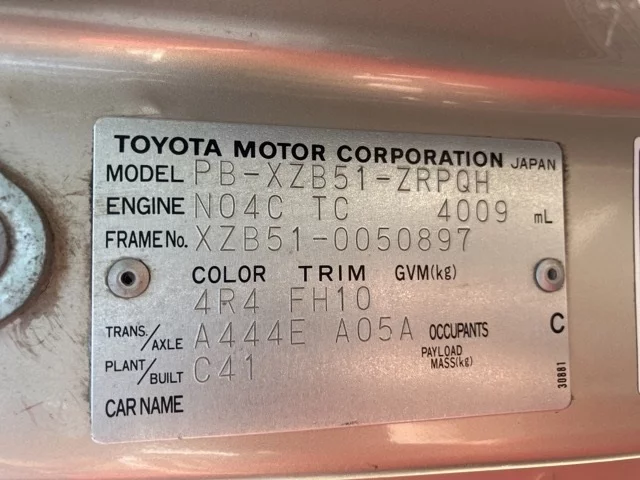 TOYOTA MOTOR CORPORATION JAPAN
MODEL PB-XZB51-ZRPQH
ENGINE N04C TC 4009 mL
FRAME No. XZB51-0050897
COLOR TRIM GVM(kg)
4R4 FH10
TRANS./AXLE A444E A05A OCCUPANTS C
PAYLOAD MASS(kg)
PLANT/BUILT C41
CAR NAME
30881